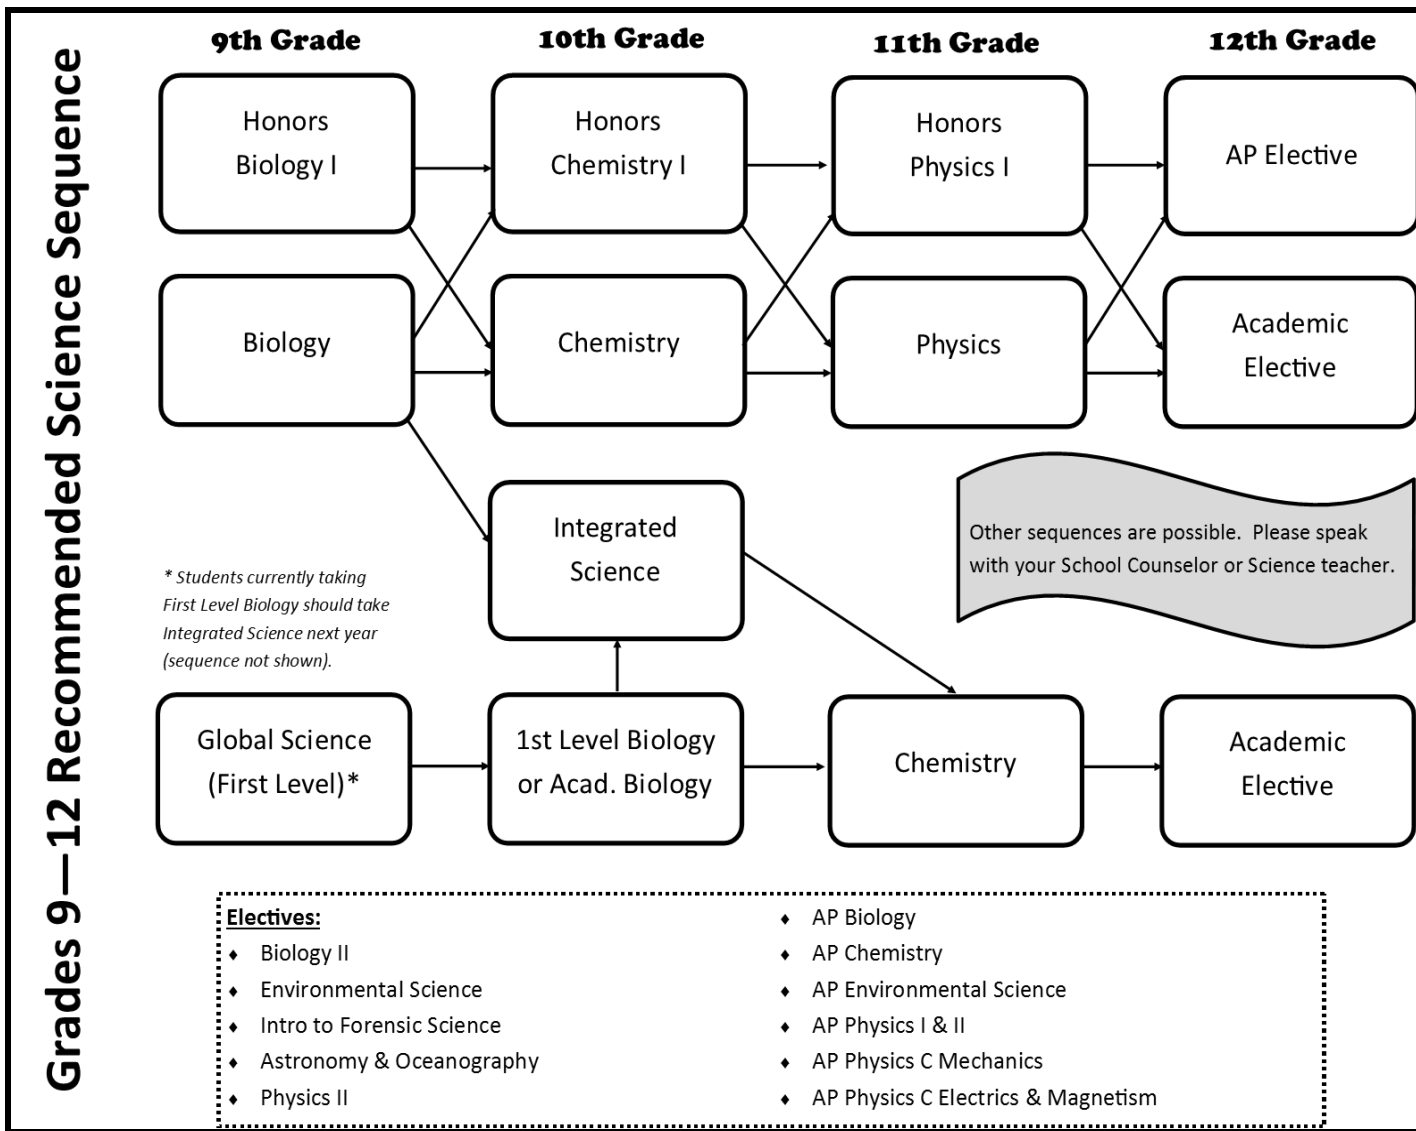 Grades 9—12 Recommended Science Sequence
9th Grade
10th Grade
11th Grade
12th Grade
Honors
Biology I
Honors
Chemistry I
Honors
Physics I
AP Elective
Biology
Chemistry
Physics
Academic
Elective
Integrated
Science
Other sequences are possible.  Please speak
with your School Counselor or Science teacher.
* Students currently taking
First Level Biology should take
Integrated Science next year
(sequence not shown).
Global Science
(First Level)*
1st Level Biology
or Acad. Biology
Chemistry
Academic
Elective
Electives:
♦ Biology II
♦ Environmental Science
♦ Intro to Forensic Science
♦ Astronomy & Oceanography
♦ Physics II
♦ AP Biology
♦ AP Chemistry
♦ AP Environmental Science
♦ AP Physics I & II
♦ AP Physics C Mechanics
♦ AP Physics C Electrics & Magnetism